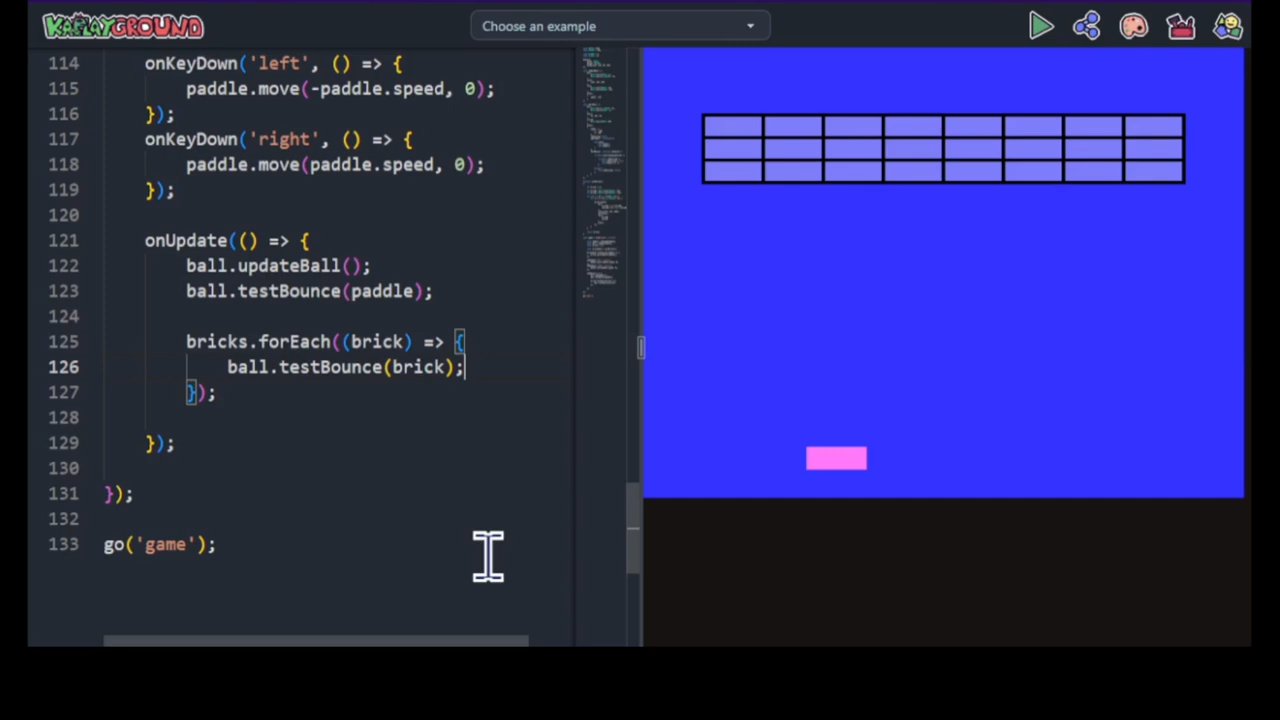 KAPLAYGROUND
Choose an example
114 onKeyDown('left', () => {
115 paddle.move(-paddle.speed, 0);
116 });
117 onKeyDown('right', () => {
118 paddle.move(paddle.speed, 0);
119 });
120
121 onUpdate(() => {
122 ball.updateBall();
123 ball.testBounce(paddle);
124
125 bricks.forEach((brick) => {
126 ball.testBounce(brick);
127 });
128
129 });
130
131 });
132
133 go('game');